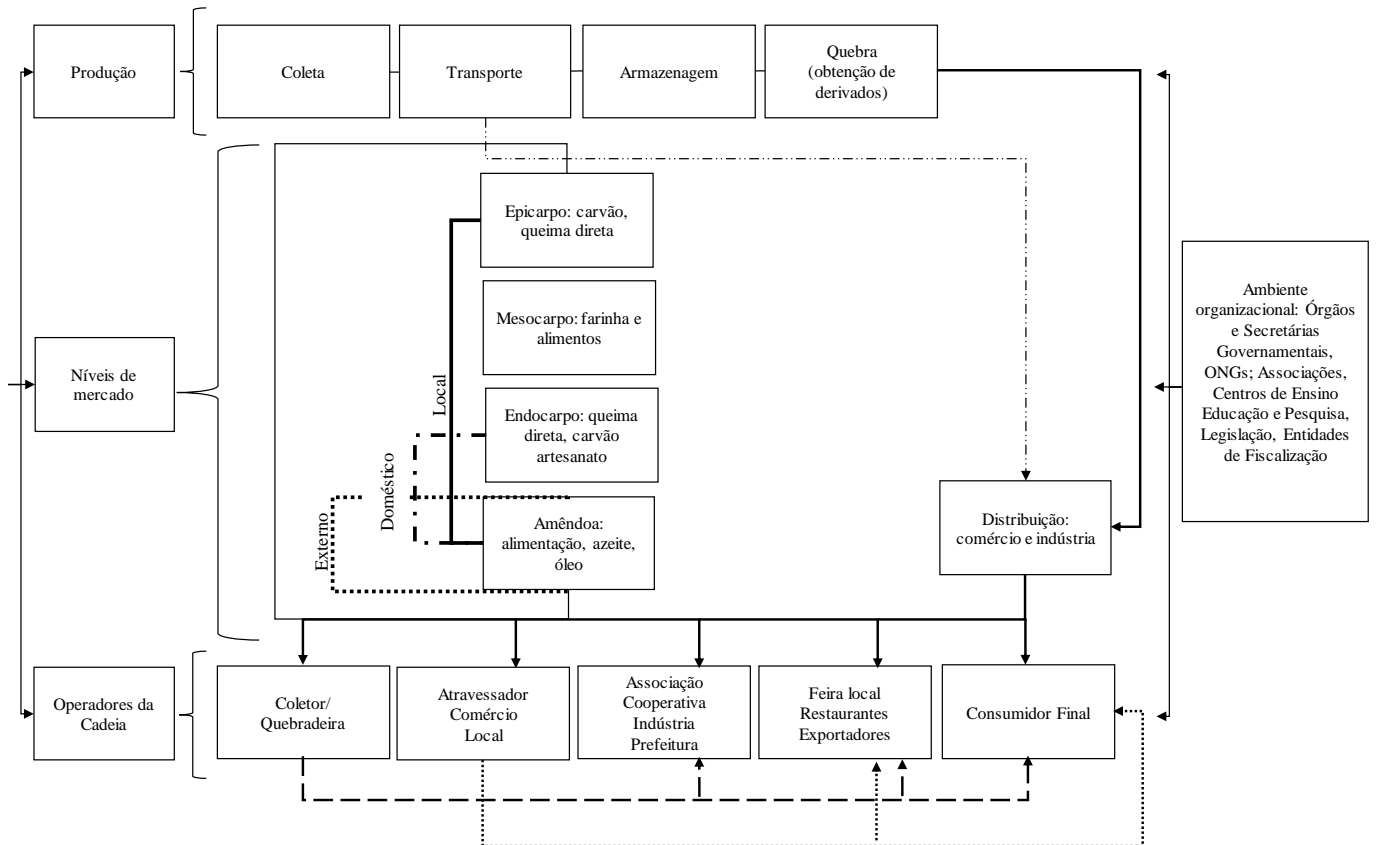 Produção
Coleta
Transporte
Armazenagem
Quebra
(obtenção de
derivados)
Epicarpo: carvão,
queima direta
Mesocarpo: farinha e
alimentos
Níveis de
mercado
Local
Endocarpo: queima
direta, carvão
artesanato
Doméstico
Externo
Amêndoa:
alimentação, azeite,
óleo
Distribuição:
comércio e indústria
Ambiente
organizacional: Órgãos
e Secretárias
Governamentais,
ONGs; Associações,
Centros de Ensino
Educação e Pesquisa,
Legislação, Entidades
de Fiscalização
Operadores da
Cadeia
Coletor/
Quebradeira
Atravessador
Comércio
Local
Associação
Cooperativa
Indústria
Prefeitura
Feira local
Restaurantes
Exportadores
Consumidor Final